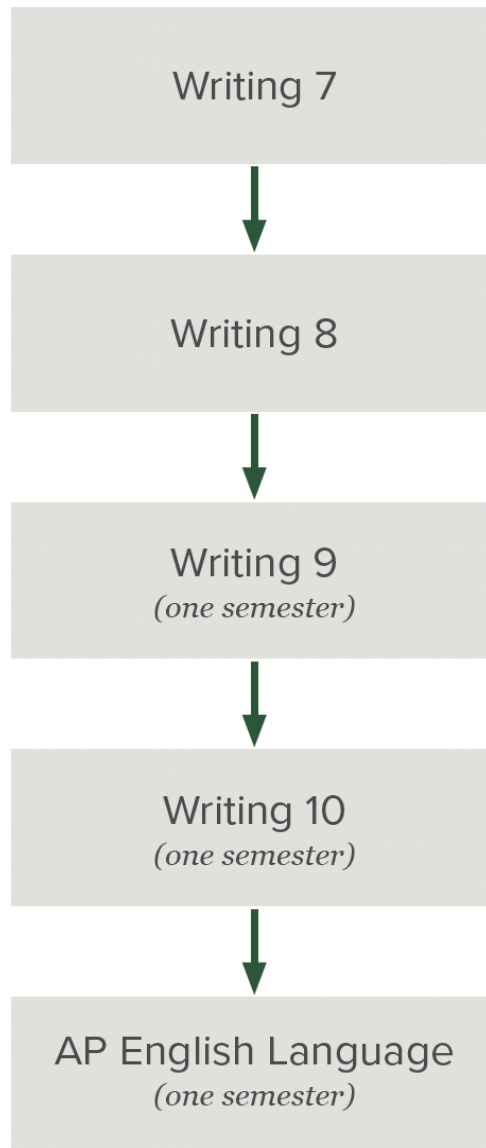 Writing 7
Writing 8
Writing 9
(one semester)
Writing 10
(one semester)
AP English Language
(one semester)